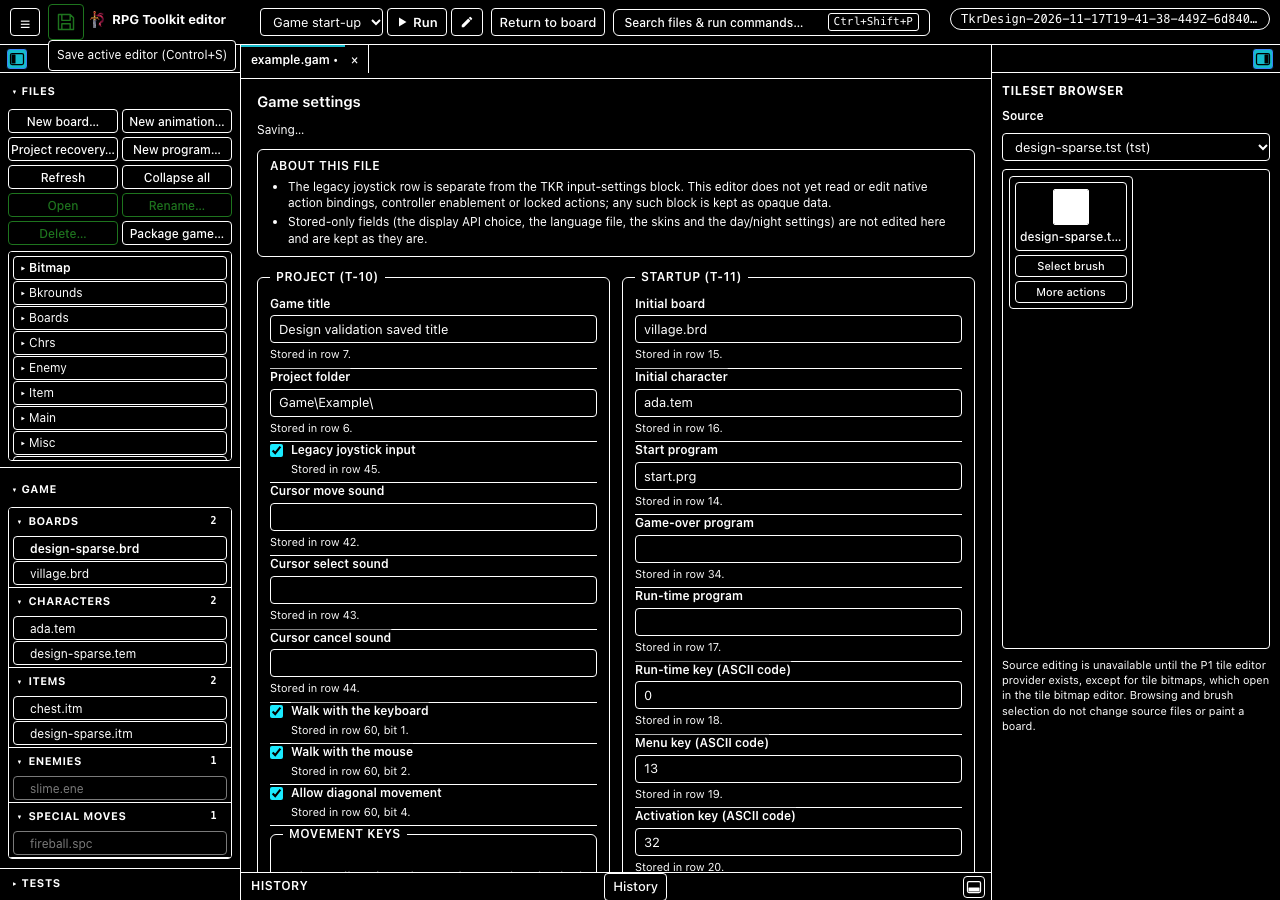 RPG Toolkit editor
Game start-up
Run
Return to board
Search files & run commands...
Ctrl+Shift+P
TkrDesign-2026-11-17T19-41-38-449Z-6d840…
Save active editor (Control+S)
FILES
New board...
New animation...
Project recovery...
New program...
Refresh
Collapse all
Open
Rename...
Delete...
Package game...
Bitmap
Bkrounds
Boards
Chrs
Enemy
Item
Main
Misc
GAME
BOARDS 2
design-sparse.brd
village.brd
CHARACTERS 2
ada.tem
design-sparse.tem
ITEMS 2
chest.itm
design-sparse.itm
ENEMIES 1
slime.ene
SPECIAL MOVES 1
fireball.spc
TESTS
example.gam • ×
Game settings
Saving...
ABOUT THIS FILE
• The legacy joystick row is separate from the TKR input-settings block. This editor does not yet read or edit native
action bindings, controller enablement or locked actions; any such block is kept as opaque data.
• Stored-only fields (the display API choice, the language file, the skins and the day/night settings) are not edited here
and are kept as they are.
PROJECT (T-10)
Game title
Design validation saved title
Stored in row 7.
Project folder
Game\Example\
Stored in row 6.
Legacy joystick input
Stored in row 45.
Cursor move sound
Stored in row 42.
Cursor select sound
Stored in row 43.
Cursor cancel sound
Stored in row 44.
Walk with the keyboard
Stored in row 60, bit 1.
Walk with the mouse
Stored in row 60, bit 2.
Allow diagonal movement
Stored in row 60, bit 4.
MOVEMENT KEYS
STARTUP (T-11)
Initial board
village.brd
Stored in row 15.
Initial character
ada.tem
Stored in row 16.
Start program
start.prg
Stored in row 14.
Game-over program
Stored in row 34.
Run-time program
Stored in row 17.
Run-time key (ASCII code)
0
Stored in row 18.
Menu key (ASCII code)
13
Stored in row 19.
Activation key (ASCII code)
32
Stored in row 20.
HISTORY
History
TILESET BROWSER
Source
design-sparse.tst (tst)
design-sparse.t...
Select brush
More actions
Source editing is unavailable until the P1 tile editor
provider exists, except for tile bitmaps, which open
in the tile bitmap editor. Browsing and brush
selection do not change source files or paint a
board.